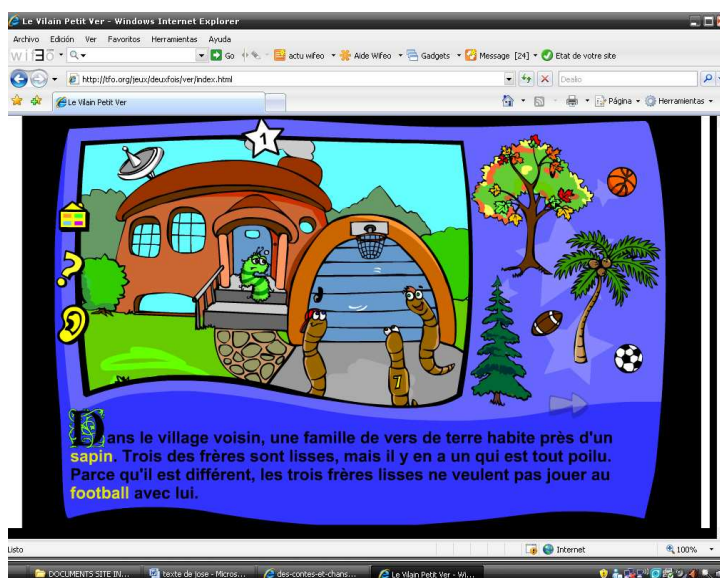 Le Vilain Petit Ver - Windows Internet Explorer
Archivo Edición Ver Favoritos Herramientas Ayuda
Go actu wifeo Aide Wifeo Gadgets Message [24] Etat de votre site
http://tfo.org/jeux/deuxfois/ver/index.html Dealio
Le Vilain Petit Ver Página Herramientas
1
7
Dans le village voisin, une famille de vers de terre habite près d'un
sapin. Trois des frères sont lisses, mais il y en a un qui est tout poilu.
Parce qu'il est différent, les trois frères lisses ne veulent pas jouer au
football avec lui.
Listo Internet 100%
DOCUMENTS SITE IN... texte de jose - Micros... des-contes-et-chans... Le Vilain Petit Ver - Wi...